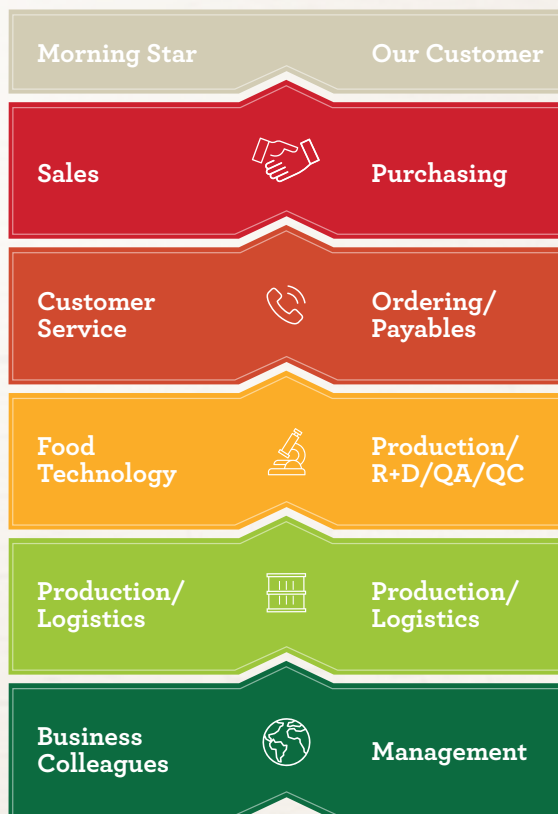 Morning Star
Our Customer
Sales
Purchasing
Customer
Service
Ordering/
Payables
Food
Technology
Production/
R+D/QA/QC
Production/
Logistics
Production/
Logistics
Business
Colleagues
Management